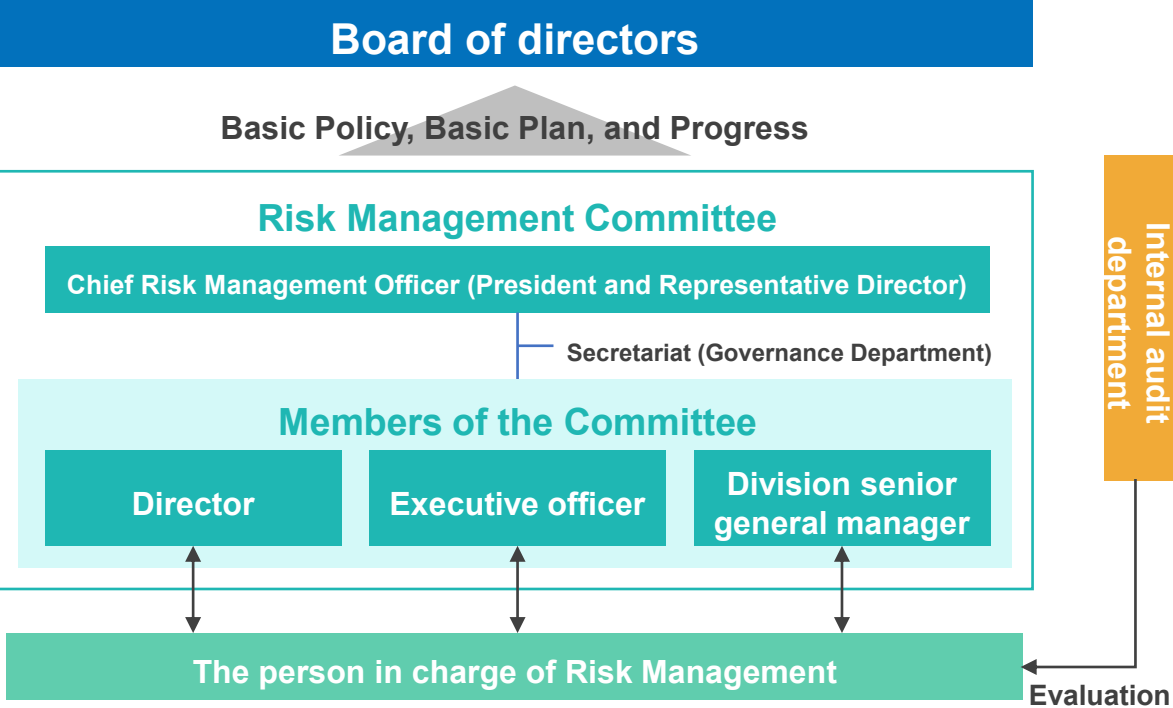 Board of directors
Basic Policy, Basic Plan, and Progress
Risk Management Committee
Chief Risk Management Officer (President and Representative Director)
Secretariat (Governance Department)
Members of the Committee
Director
Executive officer
Division senior
general manager
The person in charge of Risk Management
Internal audit
department
Evaluation